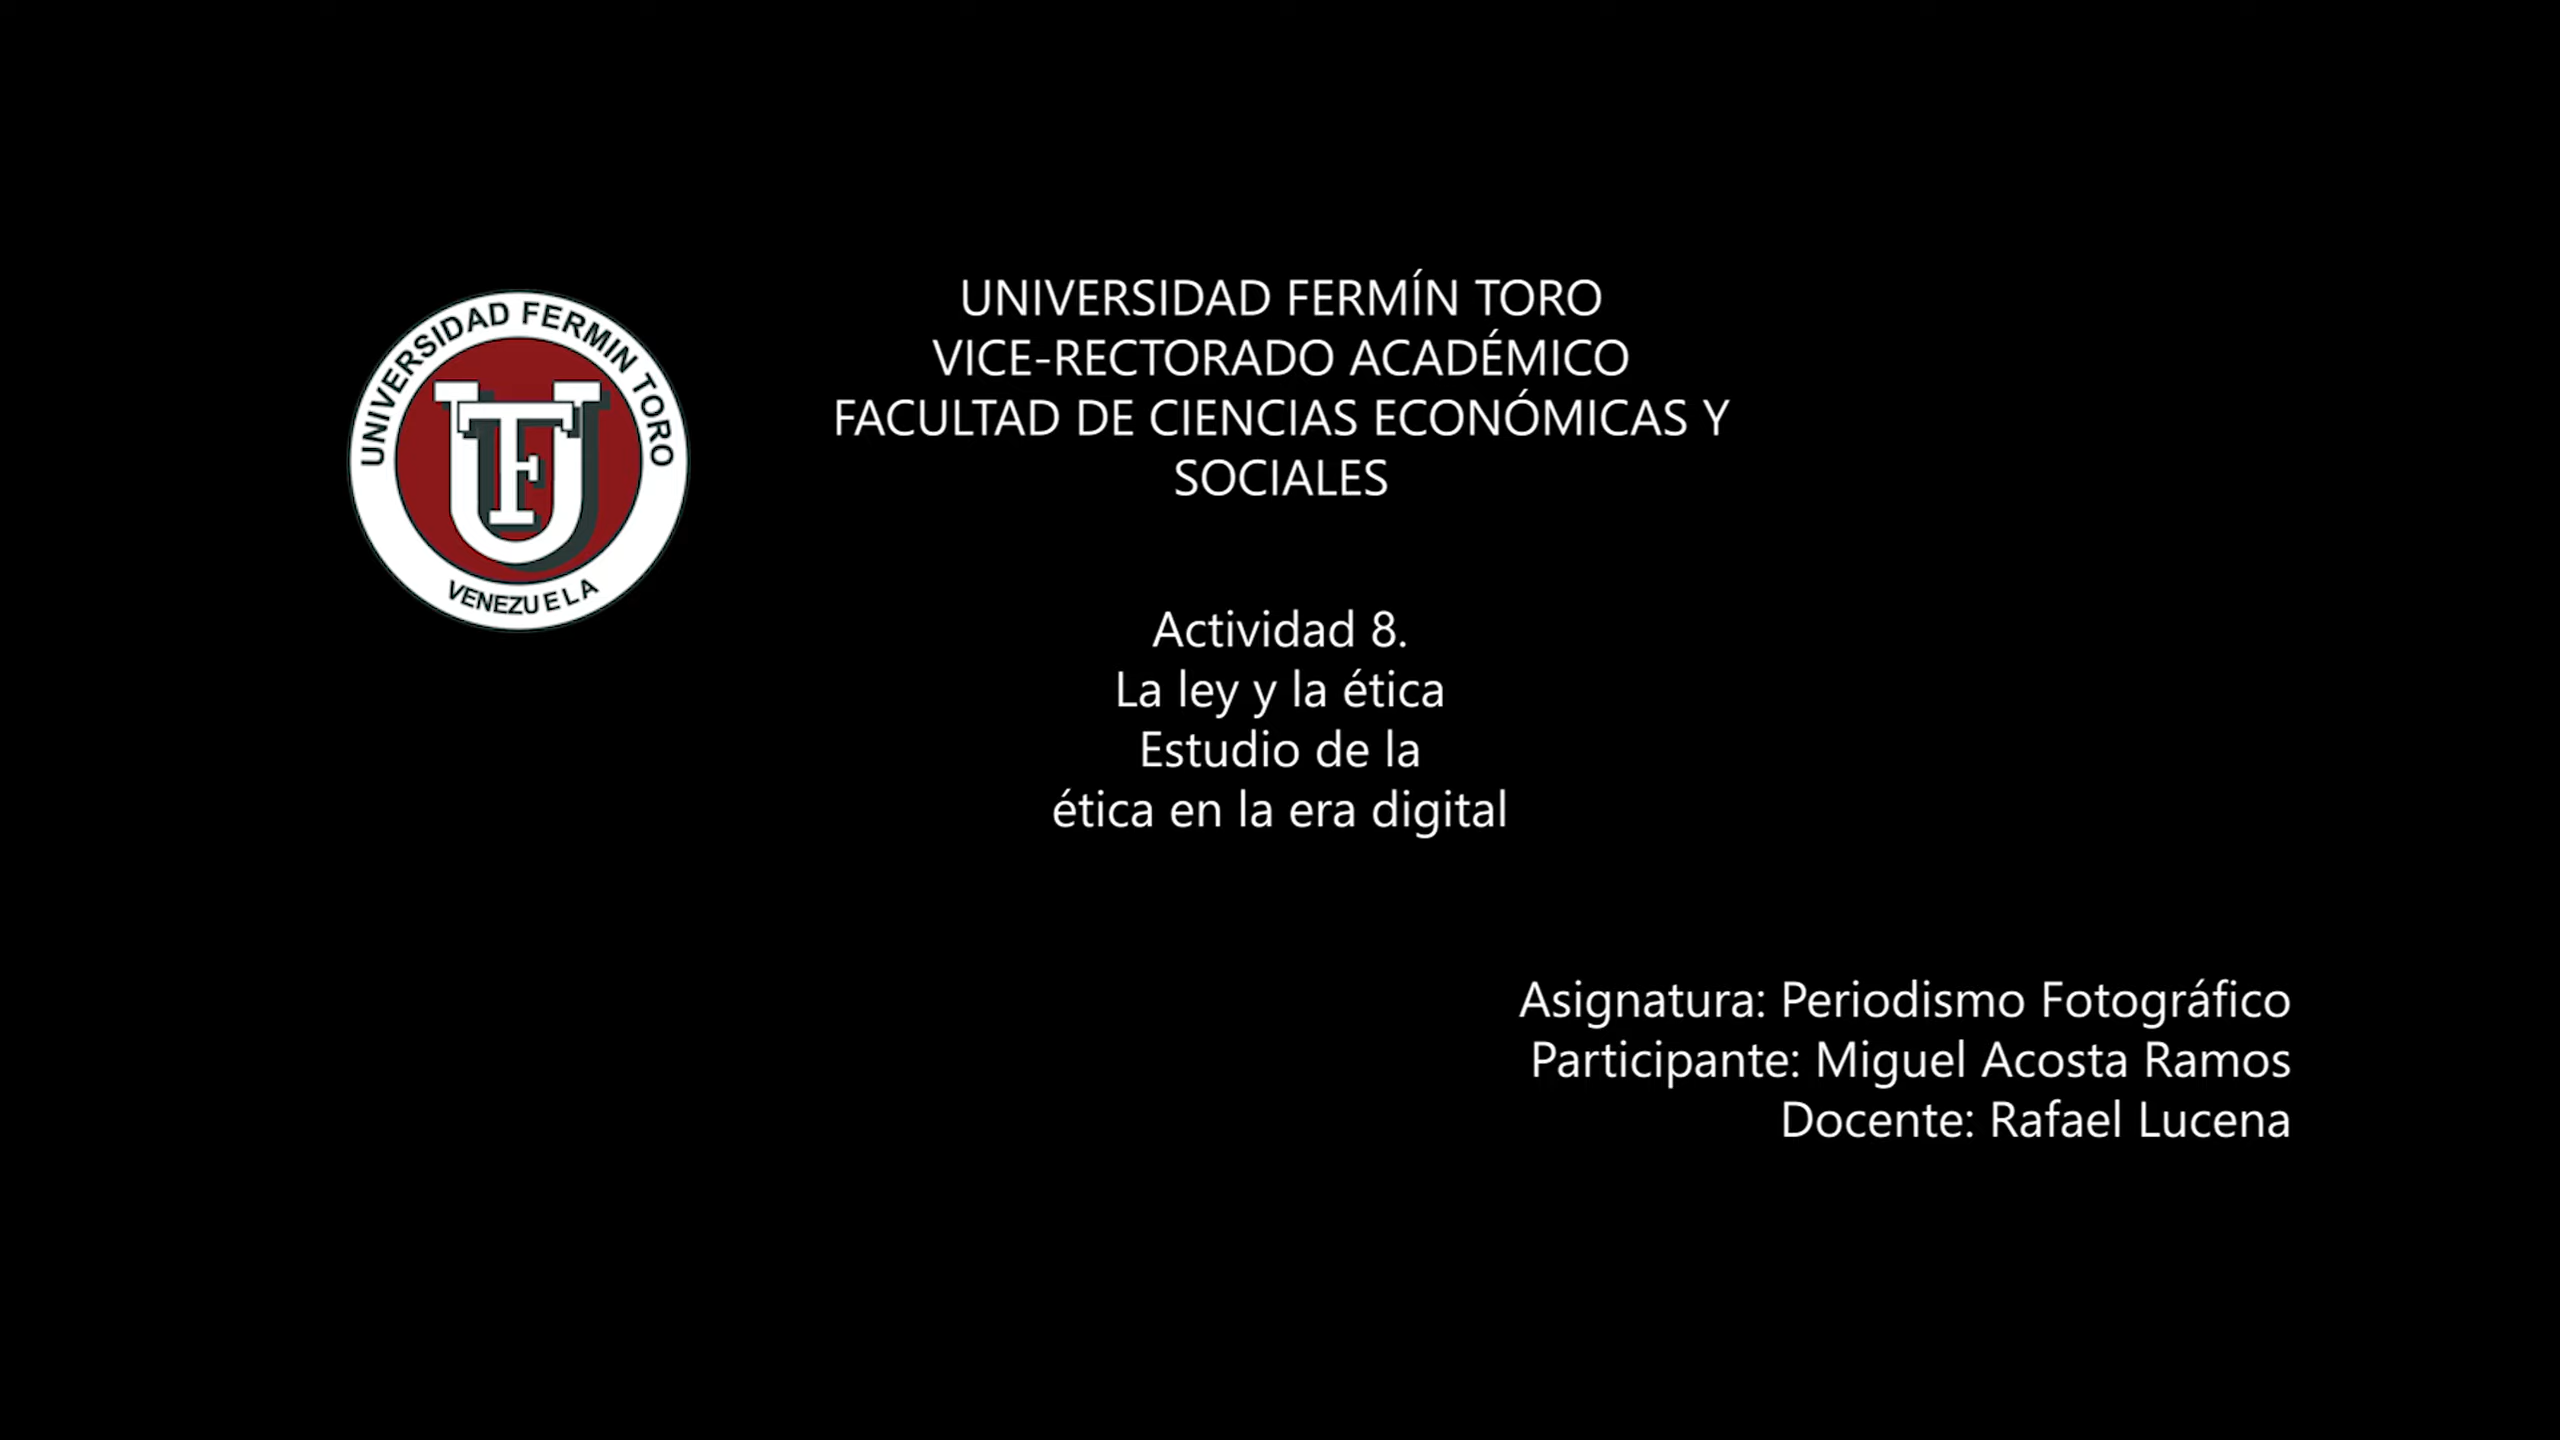 UNIVERSIDAD FERMIN TORO
UTF
VENEZUELA
UNIVERSIDAD FERMÍN TORO
VICE-RECTORADO ACADÉMICO
FACULTAD DE CIENCIAS ECONÓMICAS Y
SOCIALES
Actividad 8.
La ley y la ética
Estudio de la
ética en la era digital
Asignatura: Periodismo Fotográfico
Participante: Miguel Acosta Ramos
Docente: Rafael Lucena